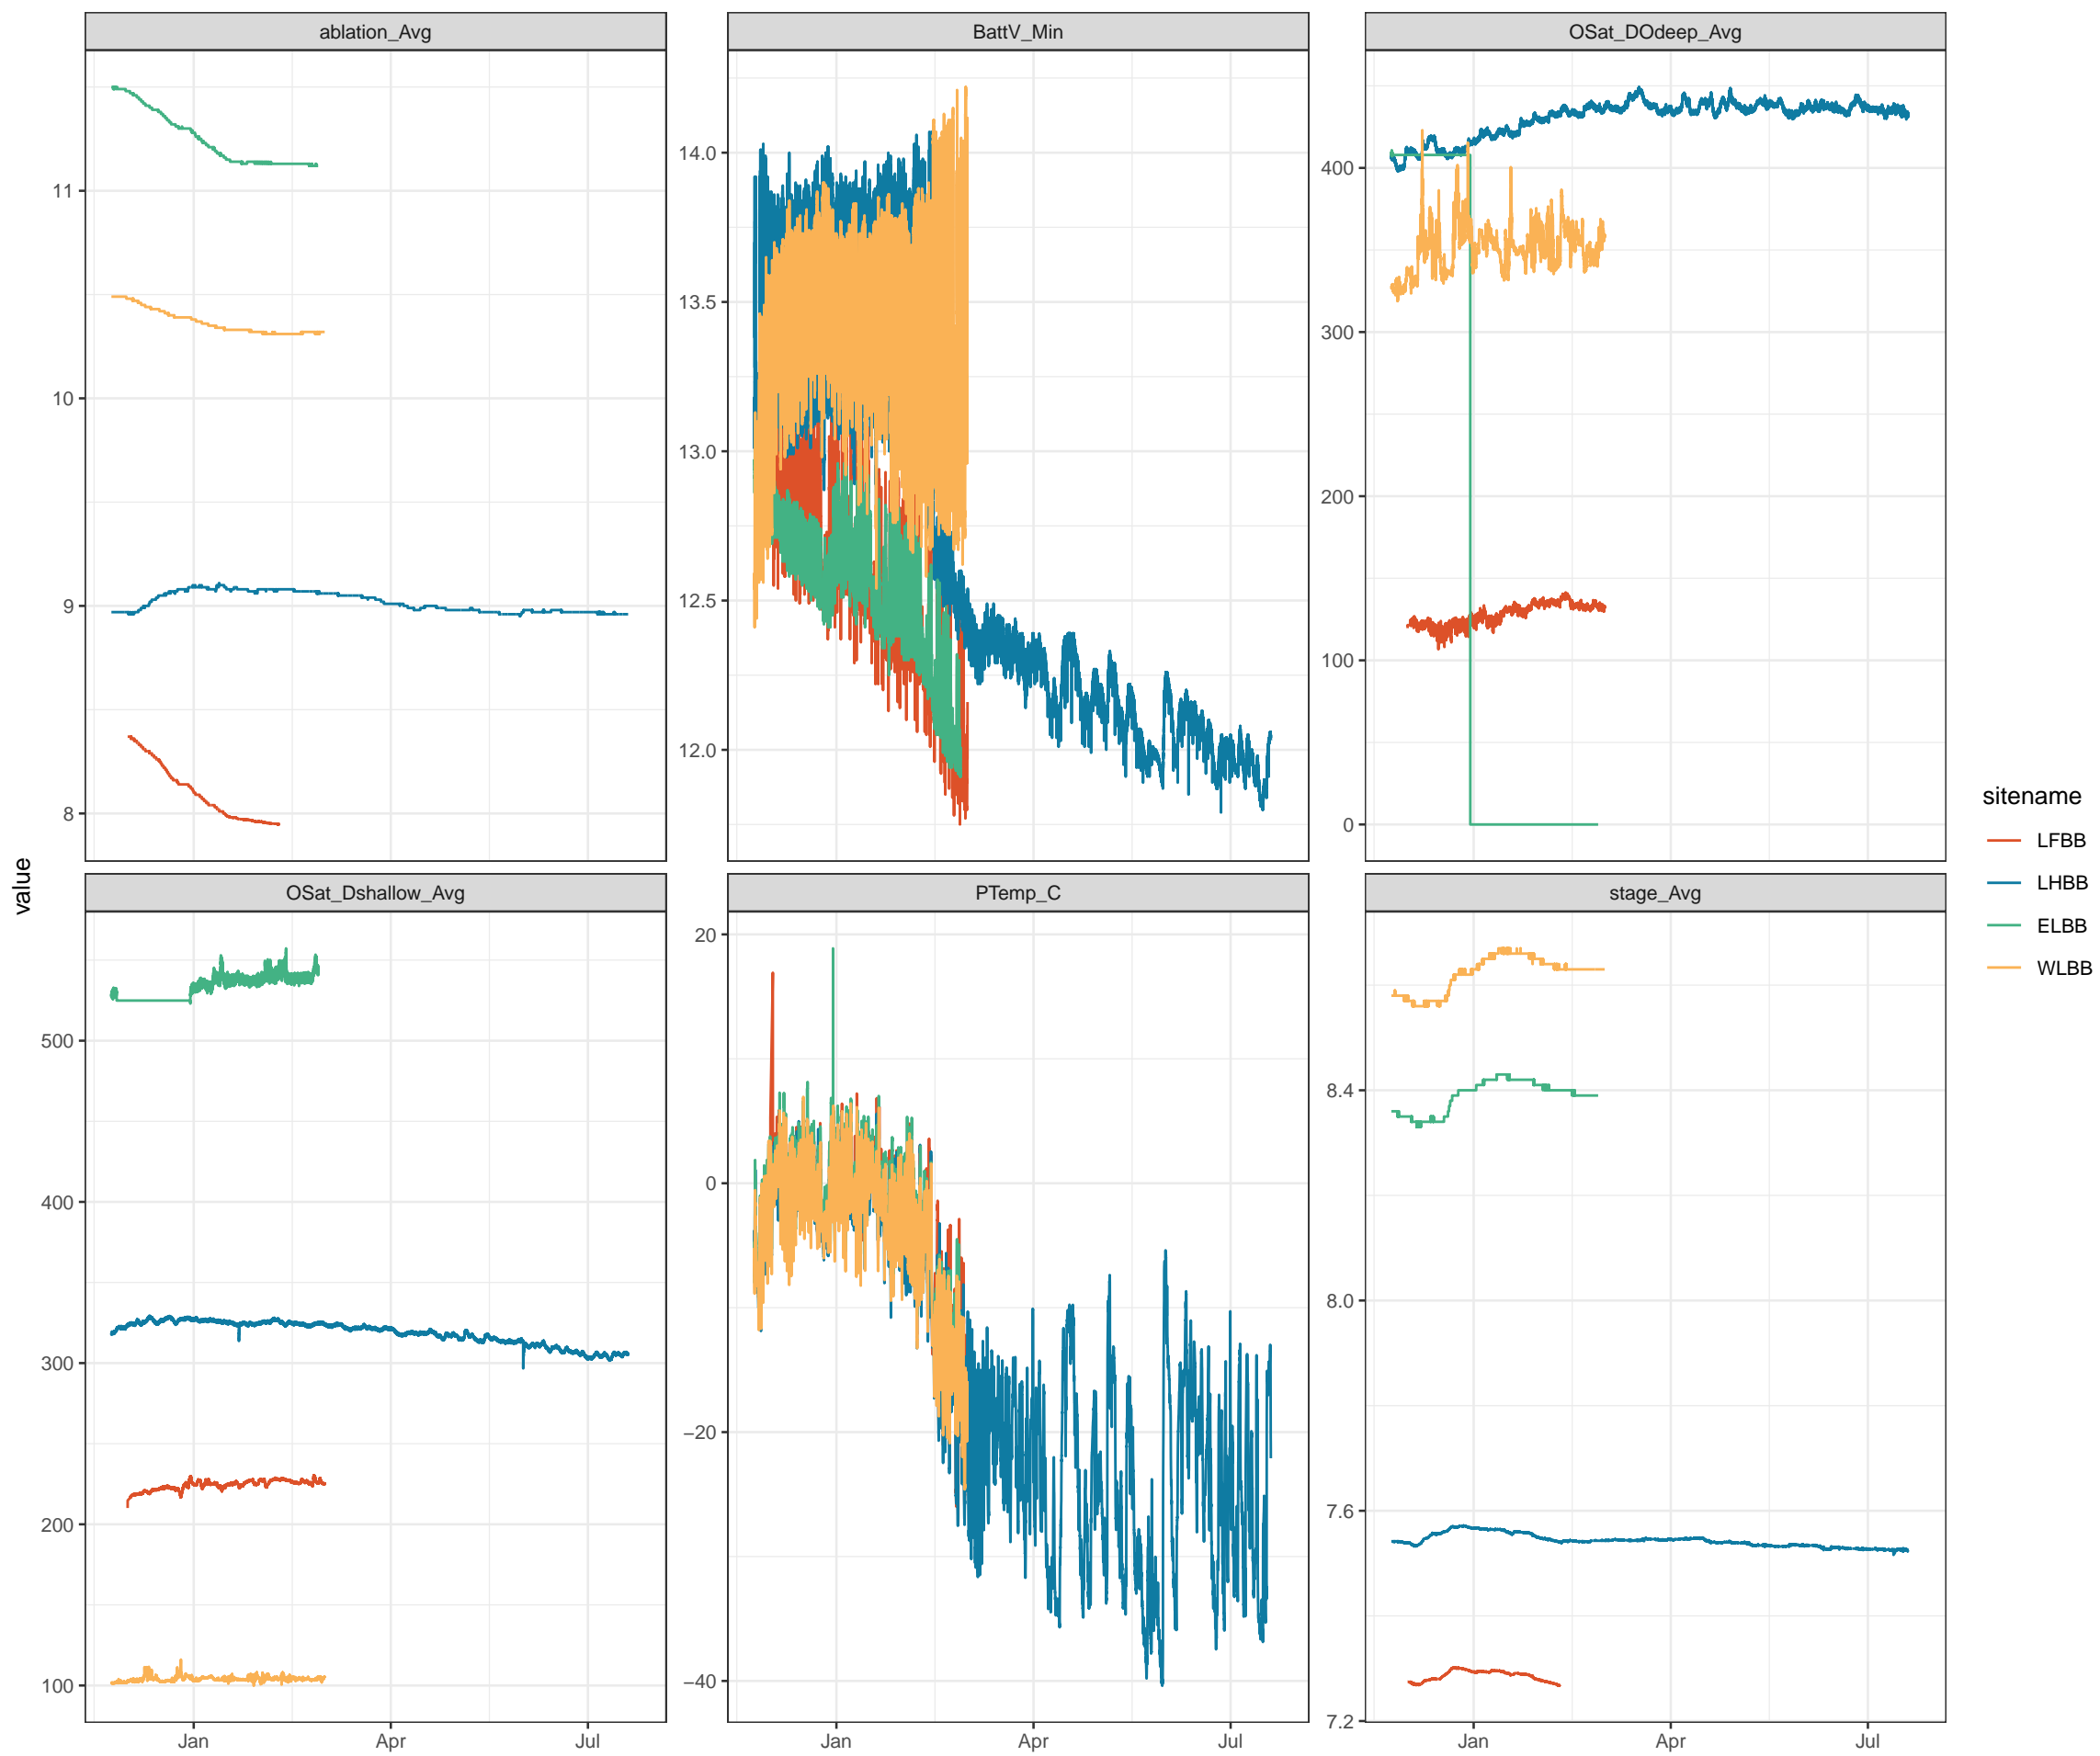 ablation_Avg
BattV_Min
OSat_DOdeep_Avg
11
10
9
8
14.0
13.5
13.0
12.5
12.0
400
300
200
100
0
value
OSat_Dshallow_Avg
PTemp_C
stage_Avg
500
400
300
200
100
20
0
−20
−40
8.4
8.0
7.6
7.2
Jan Apr Jul
Jan Apr Jul
Jan Apr Jul
sitename
LFBB
LHBB
ELBB
WLBB